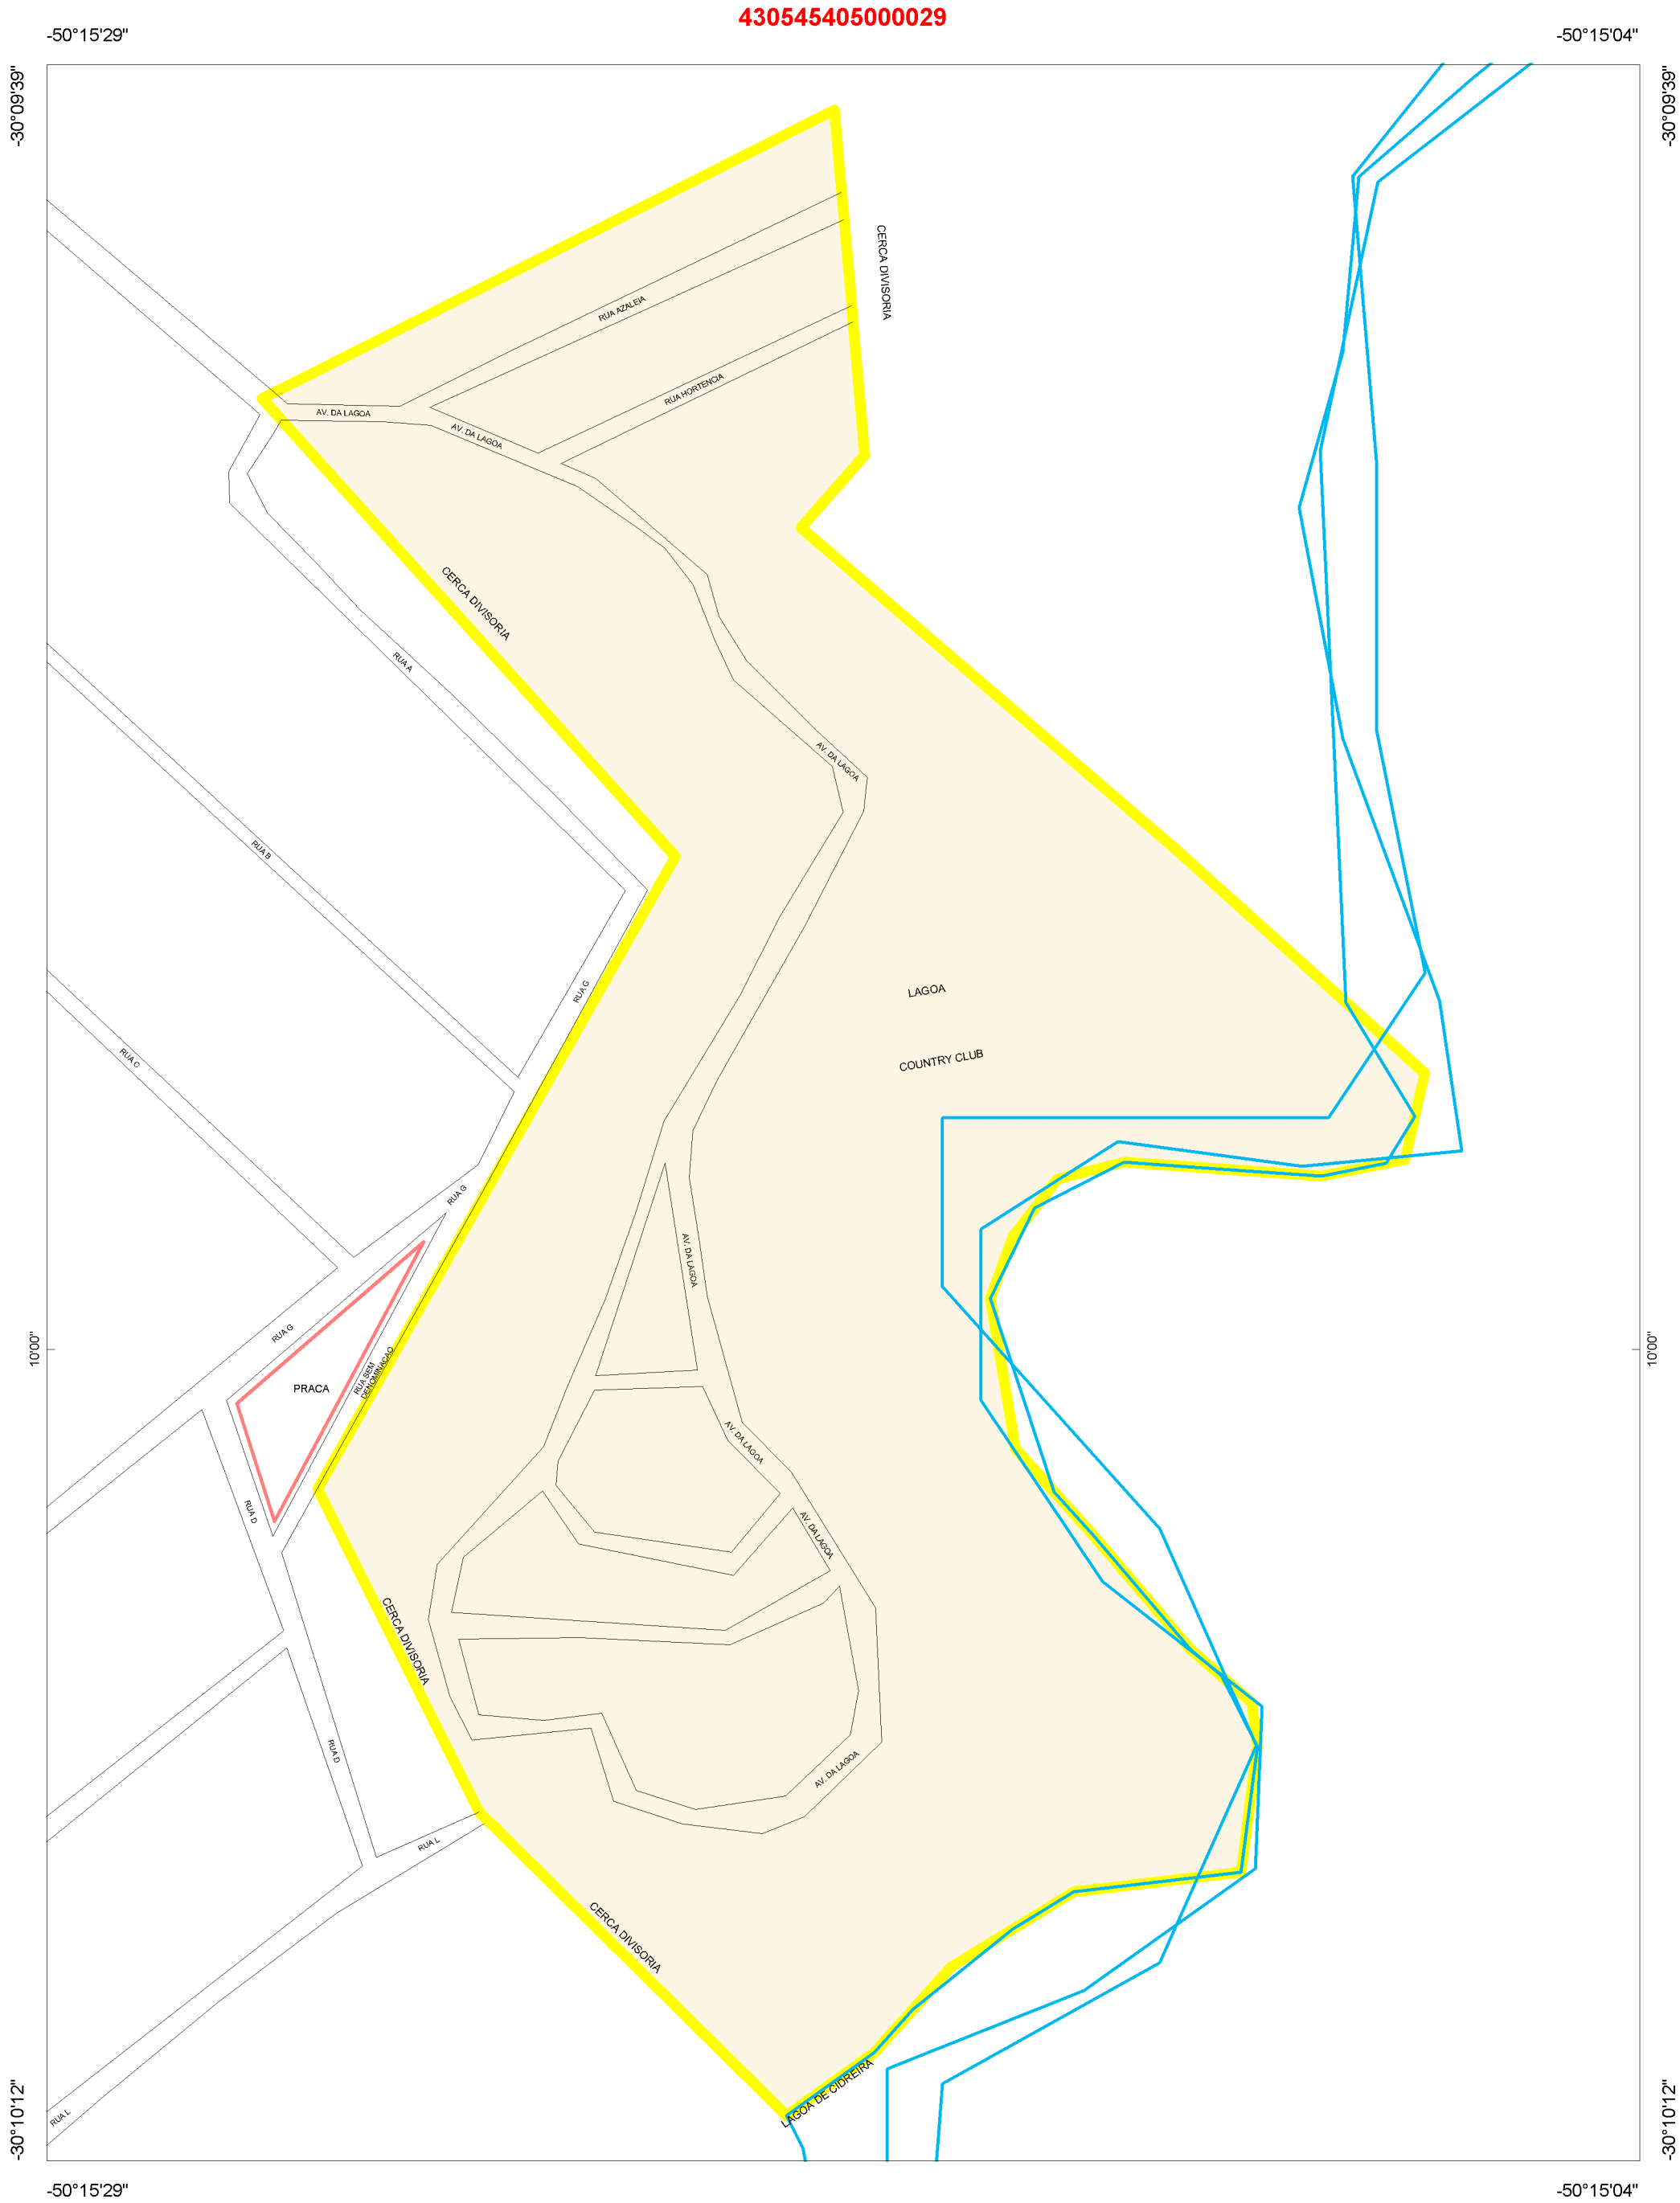 430545405000029
-50°15'29"
-50°15'04"
-30°09'39"
-30°09'39"
CERCA DIVISORIA
RUA AZALEIA
RUA HORTENCIA
AV. DA LAGOA
AV. DA LAGOA
CERCA DIVISORIA
RUA A
AV. DA LAGOA
RUA B
RUA G
LAGOA
COUNTRY CLUB
RUA C
RUA G
AV. DA LAGOA
RUA G
10'00"
10'00"
RUA SEM
DENOMINACAO
PRACA
AV. DA LAGOA
RUA D
AV. DA LAGOA
CERCA DIVISORIA
RUA D
AV. DA LAGOA
RUA L
CERCA DIVISORIA
LAGOA DE CIDREIRA
RUA L
-30°10'12"
-30°10'12"
-50°15'29"
-50°15'04"